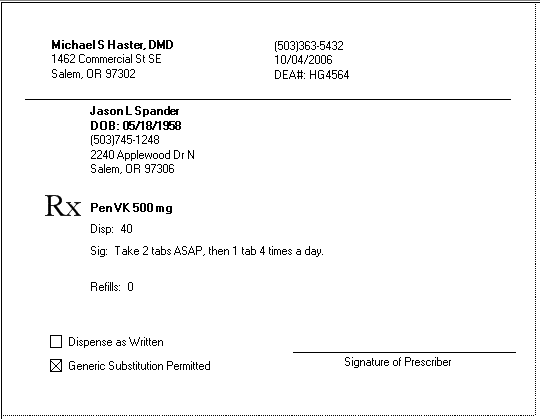 Michael S Haster, DMD
1462 Commercial St SE
Salem, OR 97302
(503)363-5432
10/04/2006
DEA#: HG4564
Jason L Spander
DOB: 05/18/1958
(503)745-1248
2240 Applewood Dr N
Salem, OR 97306
Rx Pen VK 500 mg
Disp: 40
Sig: Take 2 tabs ASAP, then 1 tab 4 times a day.
Refills: 0
Dispense as Written
Generic Substitution Permitted
Signature of Prescriber